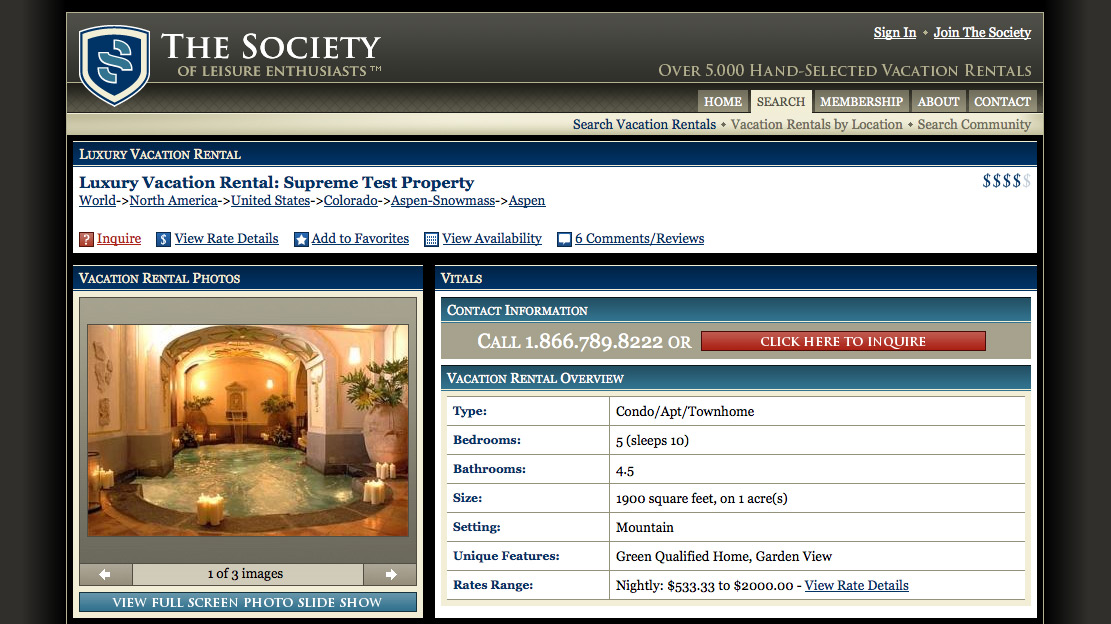 The Society
of Leisure Enthusiasts™
Sign In • Join The Society
Over 5,000 Hand-Selected Vacation Rentals
HOME SEARCH MEMBERSHIP ABOUT CONTACT
Search Vacation Rentals • Vacation Rentals by Location • Search Community
Luxury Vacation Rental
Luxury Vacation Rental: Supreme Test Property
$$$$$
World->North America->United States->Colorado->Aspen-Snowmass->Aspen
? Inquire $ View Rate Details Add to Favorites View Availability 6 Comments/Reviews
Vacation Rental Photos
1 of 3 images
VIEW FULL SCREEN PHOTO SLIDE SHOW
Vitals
Contact Information
Call 1.866.789.8222 or CLICK HERE TO INQUIRE
Vacation Rental Overview
Type: Condo/Apt/Townhome
Bedrooms: 5 (sleeps 10)
Bathrooms: 4.5
Size: 1900 square feet, on 1 acre(s)
Setting: Mountain
Unique Features: Green Qualified Home, Garden View
Rates Range: Nightly: $533.33 to $2000.00 - View Rate Details